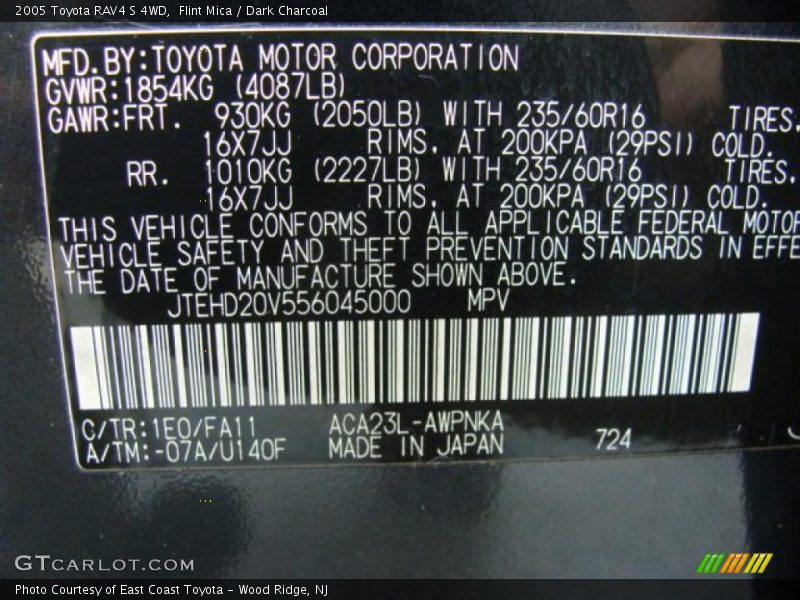 2005 Toyota RAV4 S 4WD, Flint Mica / Dark Charcoal
MFD.BY:TOYOTA MOTOR CORPORATION
GVWR:1854KG (4087LB)
GAWR:FRT. 930KG (2050LB) WITH 235/60R16 TIRES.
16X7JJ RIMS. AT 200KPA (29PSI) COLD.
RR. 1010KG (2227LB) WITH 235/60R16 TIRES.
16X7JJ RIMS. AT 200KPA (29PSI) COLD.
THIS VEHICLE CONFORMS TO ALL APPLICABLE FEDERAL MOTOR
VEHICLE SAFETY AND THEFT PREVENTION STANDARDS IN EFFE
THE DATE OF MANUFACTURE SHOWN ABOVE.
JTEHD20V556045000 MPV
C/TR:1E0/FA11 ACA23L-AWPNKA 724
A/TM:-07A/U140F MADE IN JAPAN
GTCARLOT.COM
Photo Courtesy of East Coast Toyota – Wood Ridge, NJ